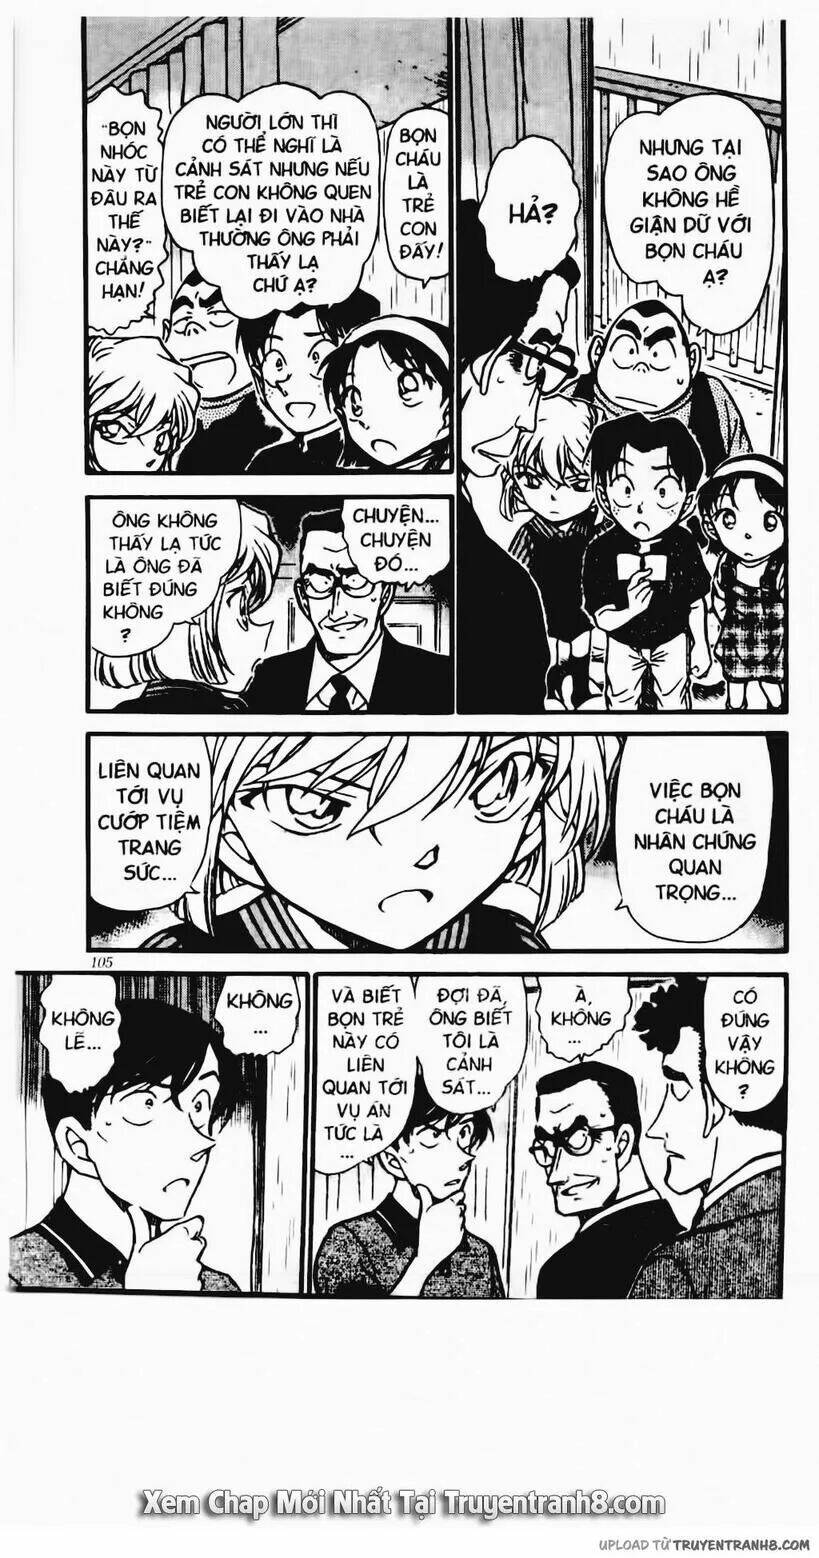 NHƯNG TẠI
SAO ÔNG
KHÔNG HỀ
GIẬN DỮ VỚI
BỌN CHÁU
Ạ?
HẢ?
BỌN
CHÁU
LÀ
TRẺ
CON
ĐẤY!
NGƯỜI LỚN THÌ
CÓ THỂ NGHĨ LÀ
CẢNH SÁT NHƯNG NẾU
TRẺ CON KHÔNG QUEN
BIẾT LẠI ĐI VÀO NHÀ
THƯỜNG ÔNG PHẢI
THẤY LẠ
CHỨ Ạ?
"BỌN
NHÓC
NÀY TỪ
ĐÂU RA
THẾ
NÀY?"
CHẲNG
HẠN!
CHUYỆN...
CHUYỆN
ĐÓ...
ÔNG KHÔNG
THẤY LẠ TỨC
LÀ ÔNG ĐÃ
BIẾT ĐÚNG
KHÔNG
?
VIỆC BỌN
CHÁU LÀ
NHÂN CHỨNG
QUAN
TRỌNG...
LIÊN QUAN
TỚI VỤ
CƯỚP TIỆM
TRANG
SỨC...
105
CÓ
ĐÚNG
VẬY
KHÔNG
?
À,
KHÔNG
...
ĐỢI ĐÃ,
ÔNG BIẾT
TÔI LÀ
CẢNH
SÁT...
VÀ BIẾT
BỌN TRẺ
NÀY CÓ
LIÊN
QUAN TỚI
VỤ ÁN
TỨC LÀ
...
KHÔNG
...
KHÔNG
LẼ...
Xem Chap Mới Nhất Tại Truyentranh8.com
UPLOAD TỪ TRUYENTRANH8.COM